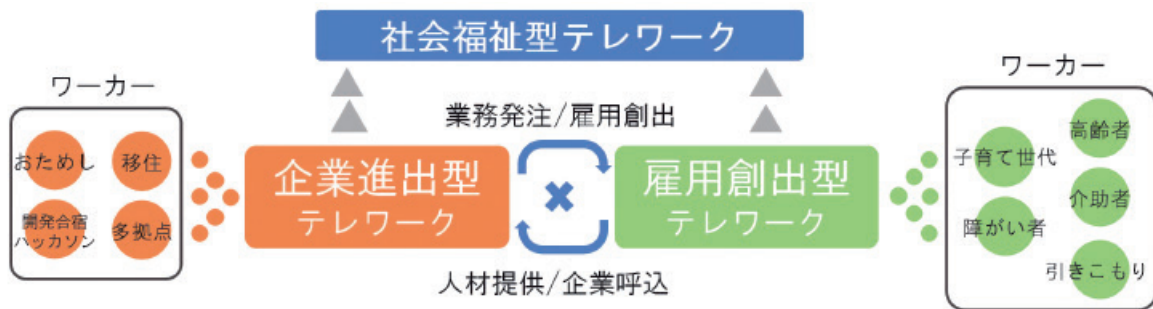 社会福祉型テレワーク
ワーカー
おためし
移住
開発合宿
ハッカソン
多拠点
企業進出型
テレワーク
業務発注/雇用創出
×
人材提供/企業呼込
雇用創出型
テレワーク
ワーカー
高齢者
子育て世代
介助者
障がい者
引きこもり